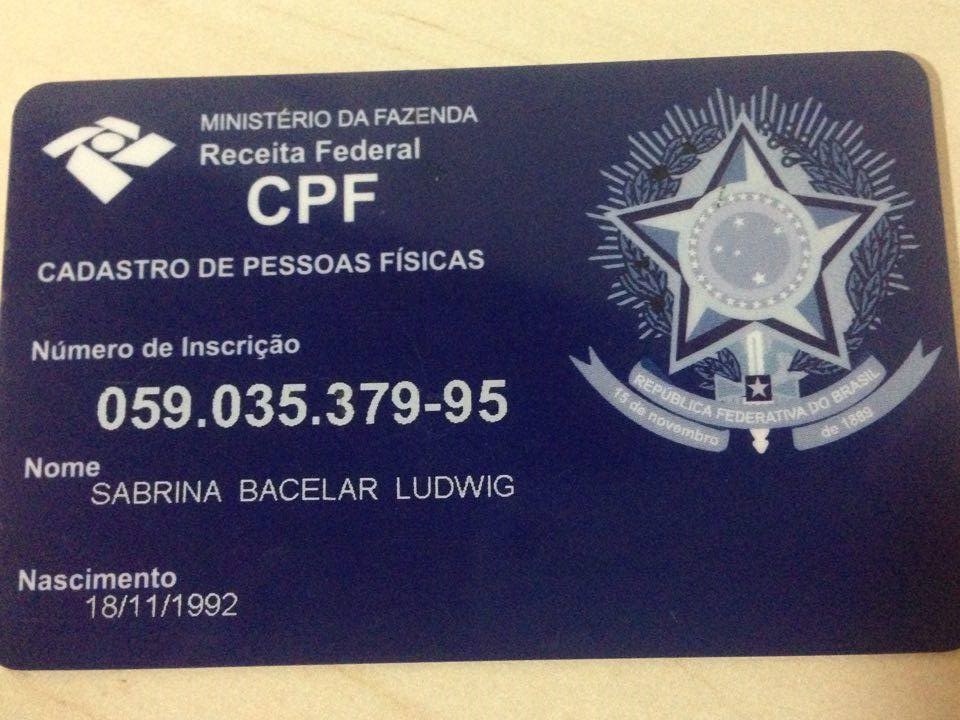 MINISTÉRIO DA FAZENDA
Receita Federal
CPF
CADASTRO DE PESSOAS FÍSICAS
Número de Inscrição
059.035.379-95
Nome
SABRINA BACELAR LUDWIG
Nascimento
18/11/1992
REPÚBLICA FEDERATIVA DO BRASIL
15 de novembro
de 1889